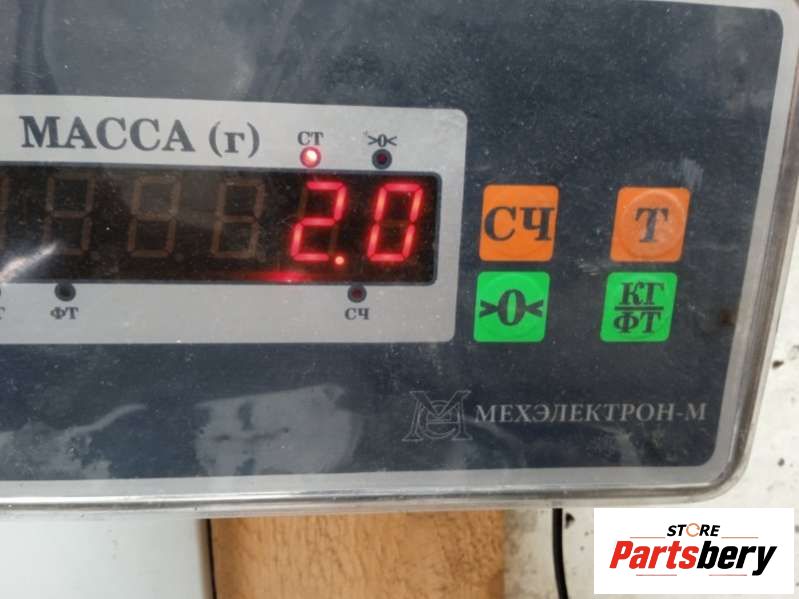 МАССА (г)
СТ
>0<
2.0
СЧ
Т
ФТ
СЧ
>0<
КГ
ФТ
МЕХЭЛЕКТРОН-М
STORE
Partsbery